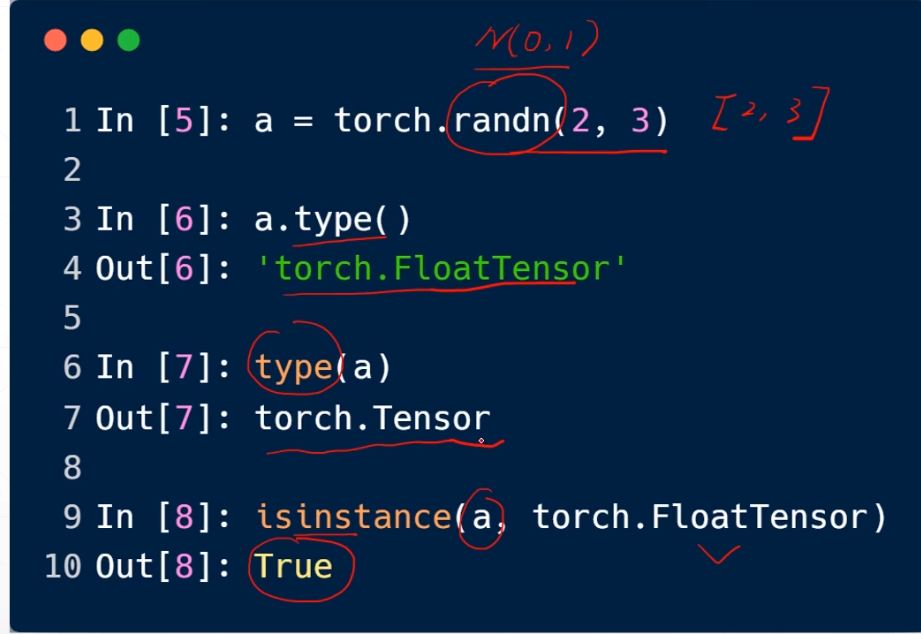 N(0,1)
1 In [5]: a = torch.randn(2, 3) [2, 3]
2
3 In [6]: a.type()
4 Out[6]: 'torch.FloatTensor'
5
6 In [7]: type(a)
7 Out[7]: torch.Tensor
8
9 In [8]: isinstance(a, torch.FloatTensor)
10 Out[8]: True